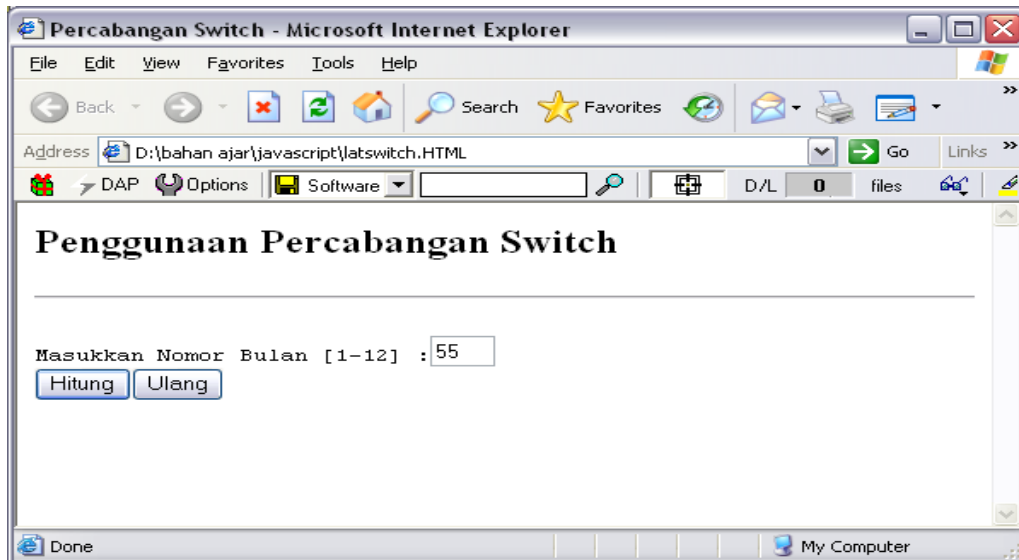 Percabangan Switch - Microsoft Internet Explorer
File Edit View Favorites Tools Help
Back Search Favorites »
Address D:\bahan ajar\javascript\latswitch.HTML Go Links »
DAP Options Software D/L 0 files
Penggunaan Percabangan Switch
Masukkan Nomor Bulan [1-12] :55
Hitung Ulang
Done My Computer